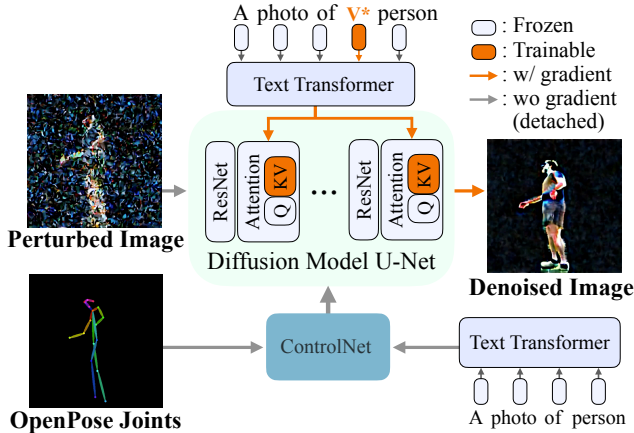 A photo of V* person
: Frozen
: Trainable
: w/ gradient
: wo gradient
(detached)
Text Transformer
ResNet
Attention
KV
Q
...
ResNet
Attention
KV
Q
Perturbed Image
Diffusion Model U-Net
Denoised Image
ControlNet
Text Transformer
OpenPose Joints
A photo of person